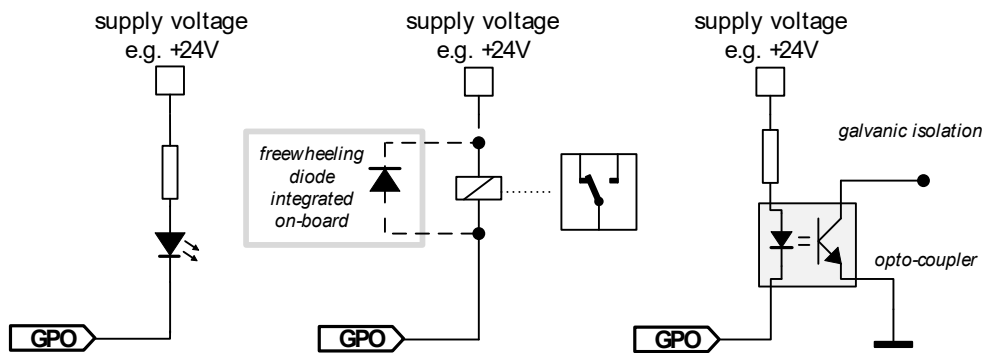 supply voltage
e.g. +24V
GPO
supply voltage
e.g. +24V
freewheeling
diode
integrated
on-board
GPO
supply voltage
e.g. +24V
galvanic isolation
opto-coupler
GPO